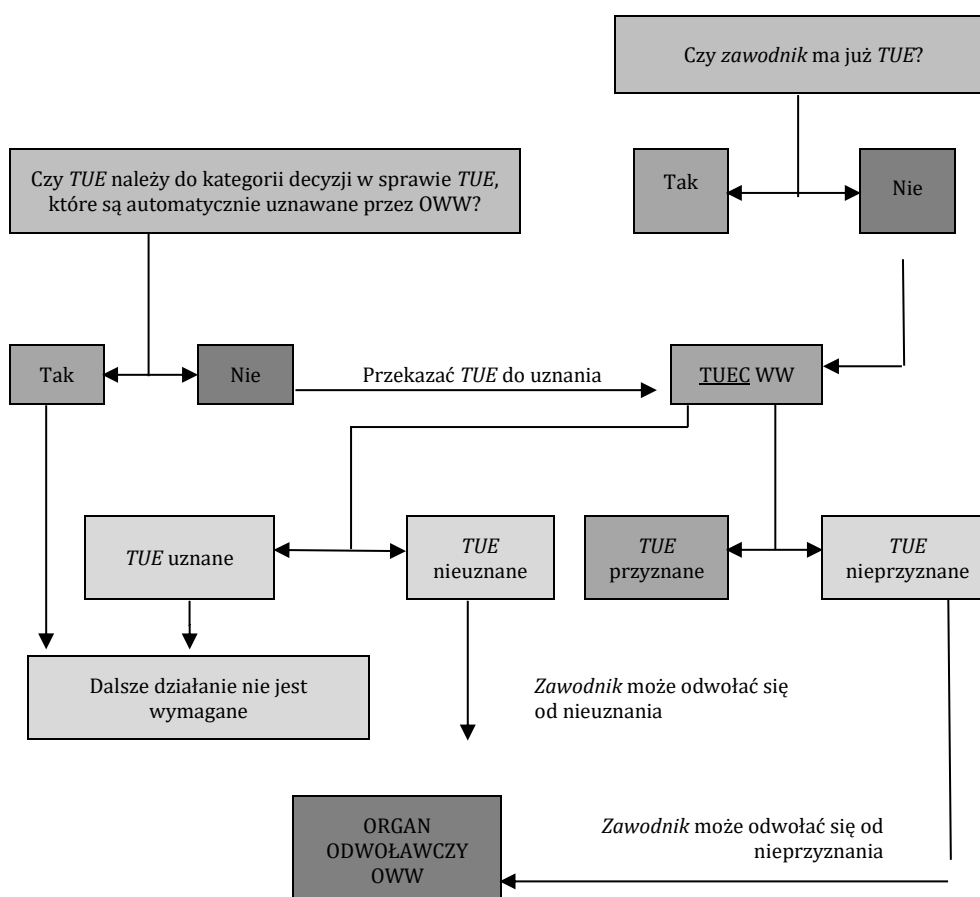 Czy zawodnik ma już TUE?
Tak
Nie
Czy TUE należy do kategorii decyzji w sprawie TUE,
które są automatycznie uznawane przez OWW?
Tak
Nie
Przekazać TUE do uznania
TUEC WW
TUE uznane
TUE
nieuznane
TUE
przyznane
TUE
nieprzyznane
Dalsze działanie nie jest
wymagane
Zawodnik może odwołać się
od nieuznania
ORGAN
ODWOŁAWCZY
OWW
Zawodnik może odwołać się od
nieprzyznania